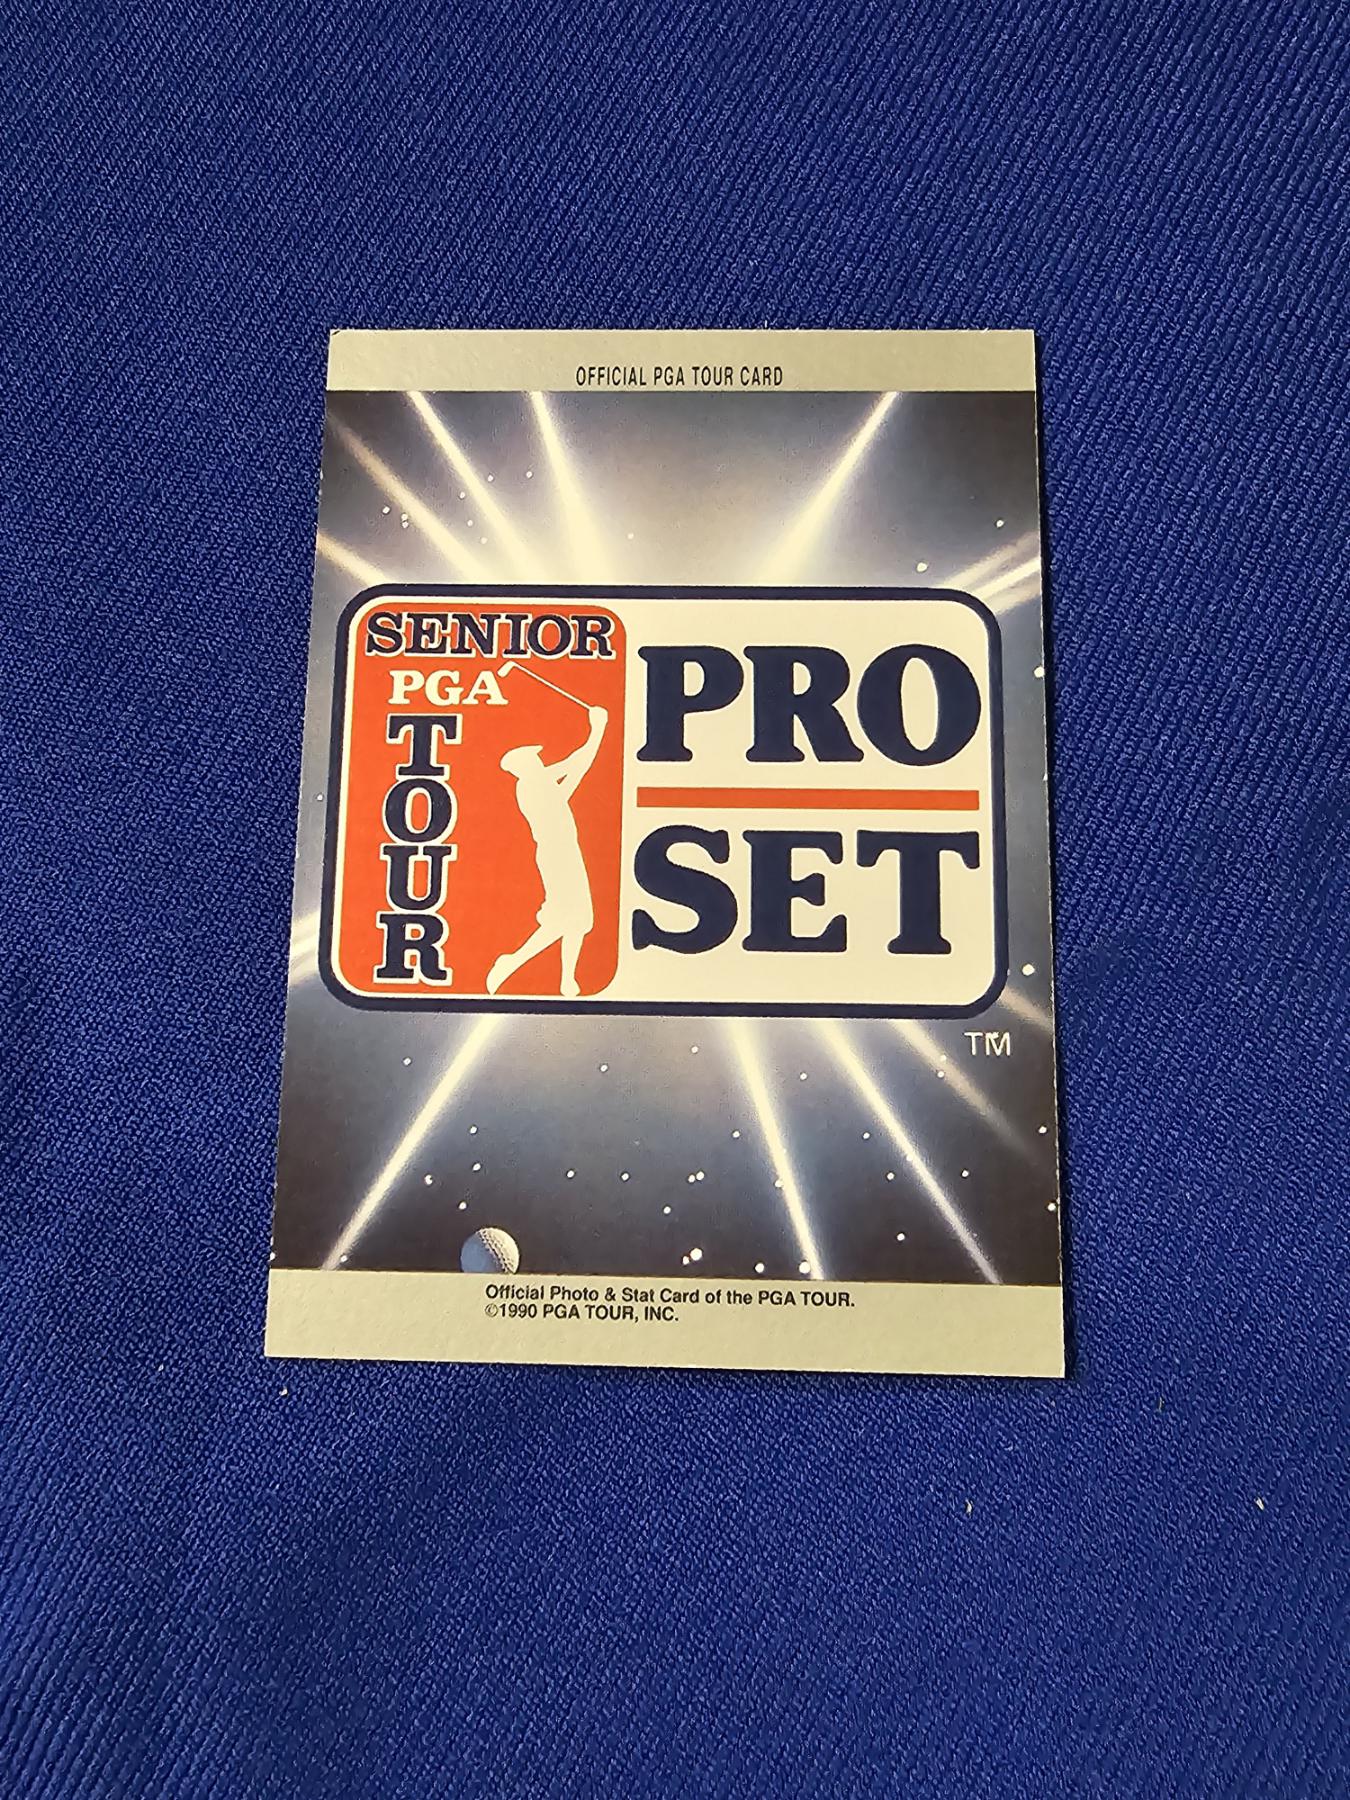 OFFICIAL PGA TOUR CARD
SENIOR
PGA
TOUR
PRO
SET
TM
Official Photo & Stat Card of the PGA TOUR.
©1990 PGA TOUR, INC.